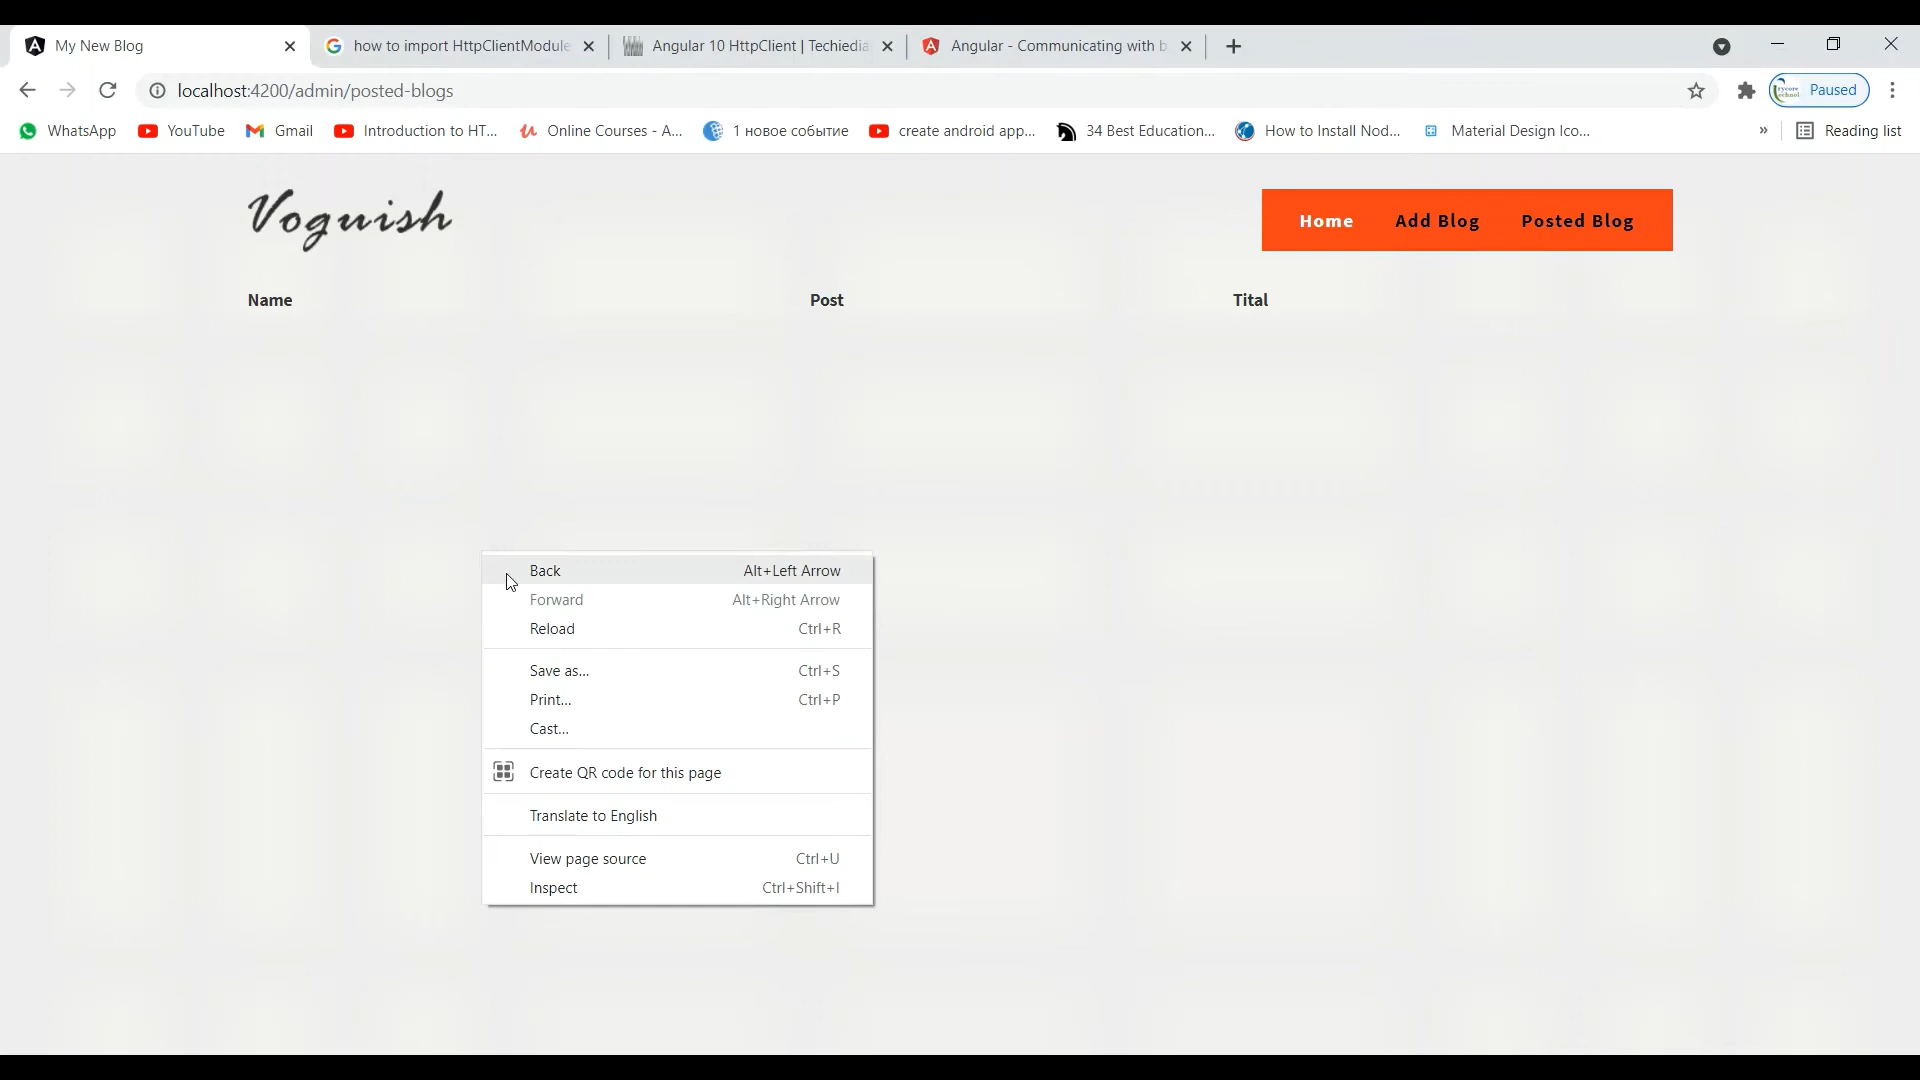 My New Blog
how to import HttpClientModule
Angular 10 HttpClient | Techiedia
Angular - Communicating with b
localhost:4200/admin/posted-blogs
Paused
WhatsApp
YouTube
Gmail
Introduction to HT...
Online Courses - A...
1 новое событие
create android app...
34 Best Education...
How to Install Nod...
Material Design Ico...
»
Reading list
Voguish
Home Add Blog Posted Blog
Name Post Tital
Back Alt+Left Arrow
Forward Alt+Right Arrow
Reload Ctrl+R
Save as... Ctrl+S
Print... Ctrl+P
Cast...
Create QR code for this page
Translate to English
View page source Ctrl+U
Inspect Ctrl+Shift+I